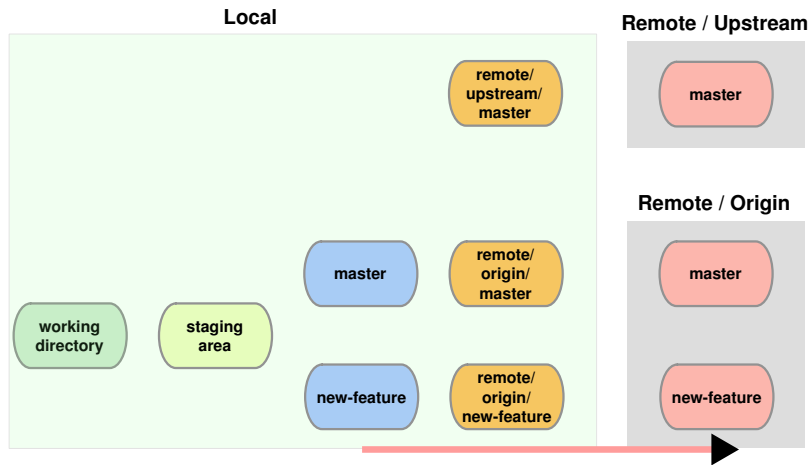 Local
Remote / Upstream
remote/
upstream/
master
master
Remote / Origin
master
remote/
origin/
master
master
working
directory
staging
area
new-feature
remote/
origin/
new-feature
new-feature